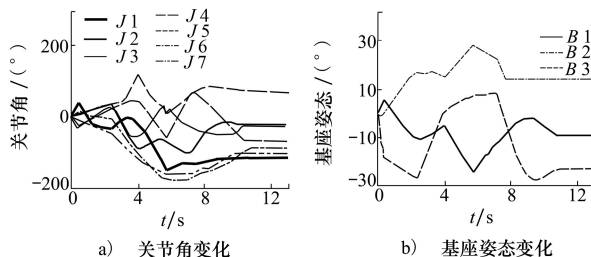 200
0
−200
关节角/(°)
J1
J2
J3
J4
J5
J6
J7
0
4
8
12
t/s
a) 关节角变化
30
10
−10
−30
基座姿态/(°)
B1
B2
B3
0
4
8
12
t/s
b) 基座姿态变化